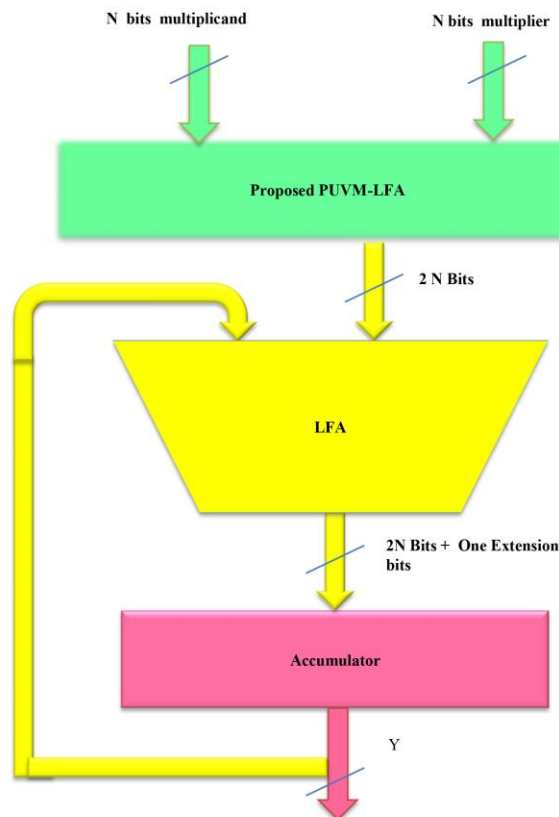 N bits multiplicand
N bits multiplier
Proposed PUVM-LFA
2 N Bits
LFA
2N Bits + One Extension
bits
Accumulator
Y